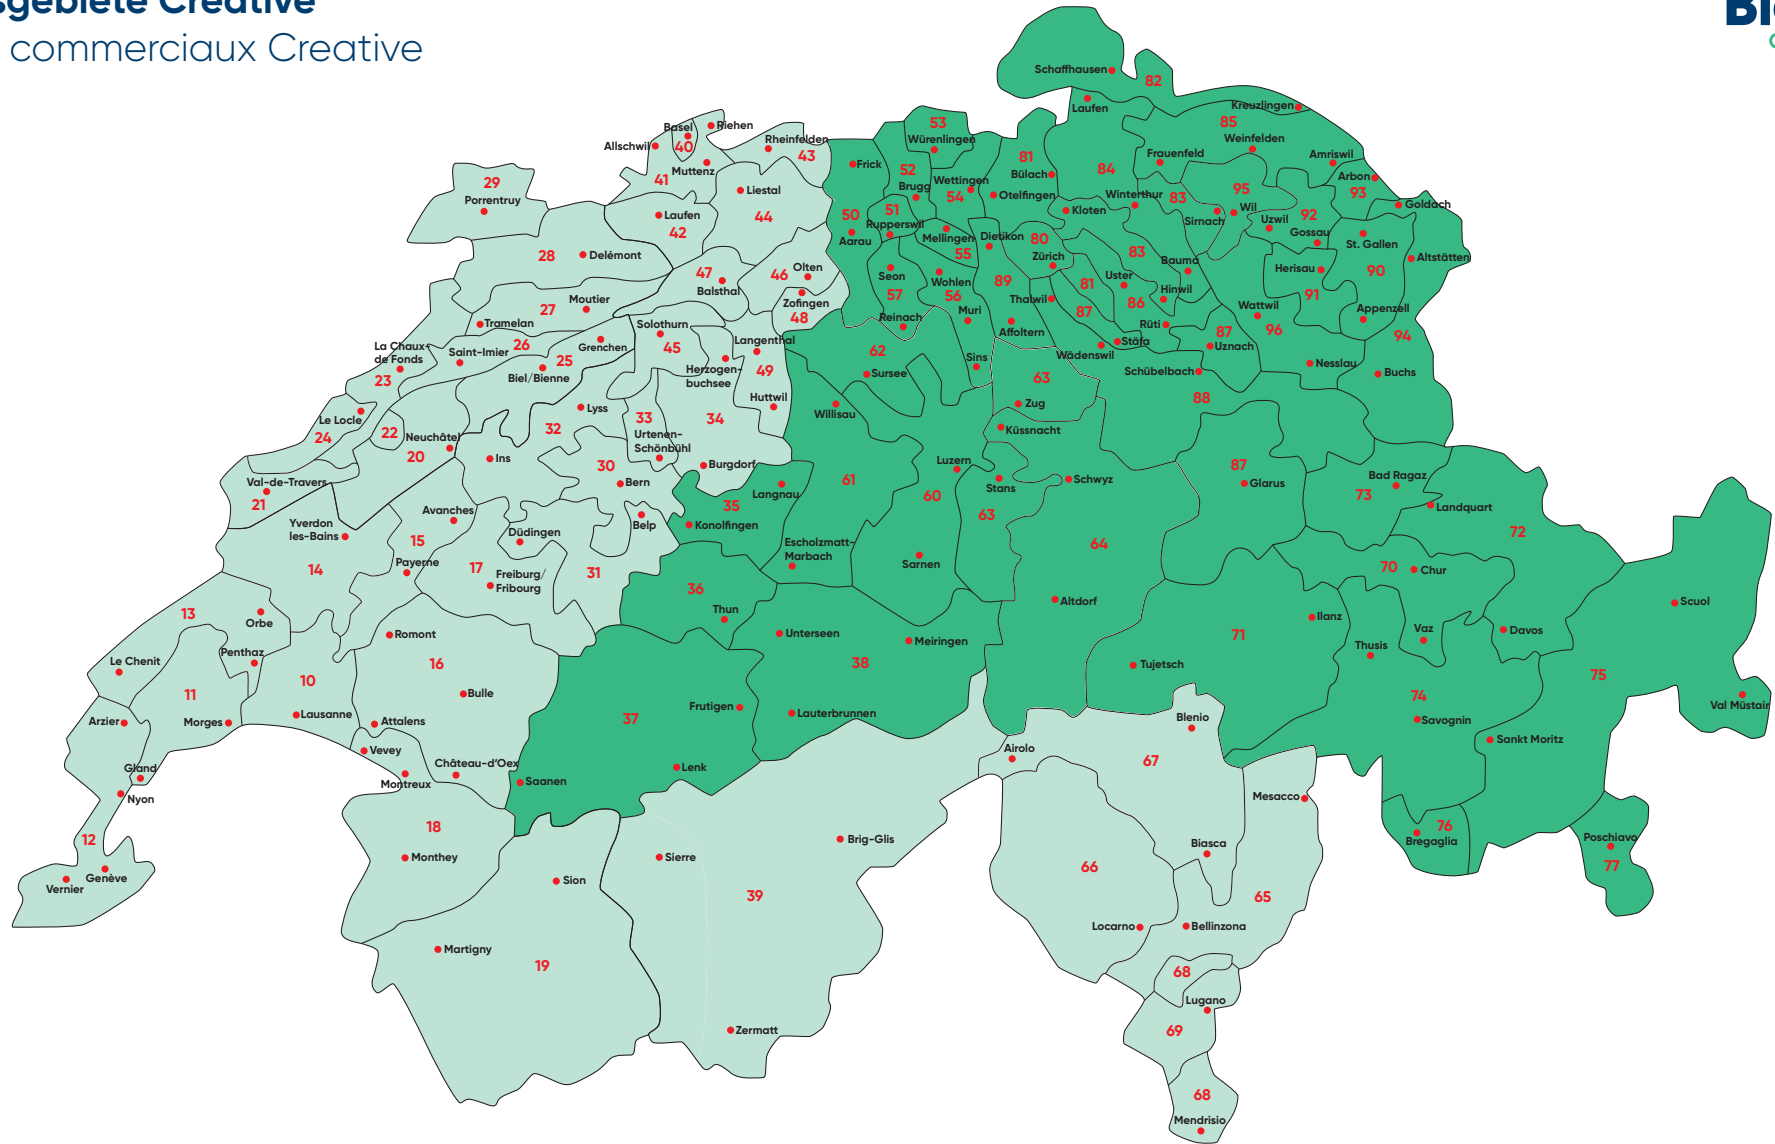 sgebiete Creative
commerciaux Creative
Schaffhausen
82
Laufen
Kreuzlingen
85
Basel
Riehen
40
Allschwil
Muttenz
41
Rheinfelden
43
53
Würenlingen
Weinfelden
Frick
52
81
Bülach
84
Frauenfeld
Amriswil
Arbon
93
29
Porrentruy
Liestal
44
Laufen
42
Brugg
Wettingen
54
Otelfingen
Winterthur
83
95
Wil
Sirnach
Goldach
50
51
Rupperswil
Aarau
Mellingen
55
Dietikon
Kloten
80
Zürich
83
Uzwil
92
Gossau
St. Gallen
28
Delémont
47
Balsthal
46
Olten
Zofingen
48
Seon
57
Wohlen
56
89
81
Uster
86
Bauma
Hinwil
Herisau
90
Altstätten
91
27
Moutier
Tramelan
Reinach
Muri
Thalwil
87
Affoltern
Rüti
Wattwil
96
Appenzell
94
La Chaux-
de Fonds
Saint-Imier
26
25
Grenchen
Biel/Bienne
Solothurn
45
Langenthal
Herzogen-
buchsee
49
62
Sursee
Sins
Wädenswil
Stäfa
87
Uznach
Schübelbach
Nesslau
Buchs
23
Le Locle
24
22
Neuchâtel
20
Lyss
32
33
Urtenen-
Schönbühl
34
Huttwil
Willisau
63
Zug
Küssnacht
88
Ins
30
Bern
Burgdorf
Val-de-Travers
21
Langnau
35
Konolfingen
61
Luzern
60
Stans
63
Schwyz
87
Glarus
Bad Ragaz
73
Landquart
72
Yverdon
les-Bains
Avanches
15
Düdingen
Belp
Payerne
14
17
Freiburg/
Fribourg
31
Escholzmatt-
Marbach
Sarnen
64
70
Chur
36
Thun
Altdorf
Ilanz
Scuol
13
Orbe
Romont
Unterseen
Meiringen
71
Vaz
Davos
Thusis
Le Chenit
Penthaz
16
38
Tujetsch
75
11
10
Bulle
Frutigen
74
Val Müstair
Arzier
Morges
Lausanne
Attalens
37
Lauterbrunnen
Blenio
Savognin
Sankt Moritz
Vevey
Airolo
67
Gland
Montreux
Château-d’Oex
Saanen
Lenk
Mesacco
Nyon
12
18
Brig-Glis
76
Bregaglia
Poschiavo
77
Vernier
Genève
Monthey
Sierre
Biasca
Sion
39
66
65
Martigny
19
Locarno
Bellinzona
68
Lugano
69
Zermatt
68
Mendrisio